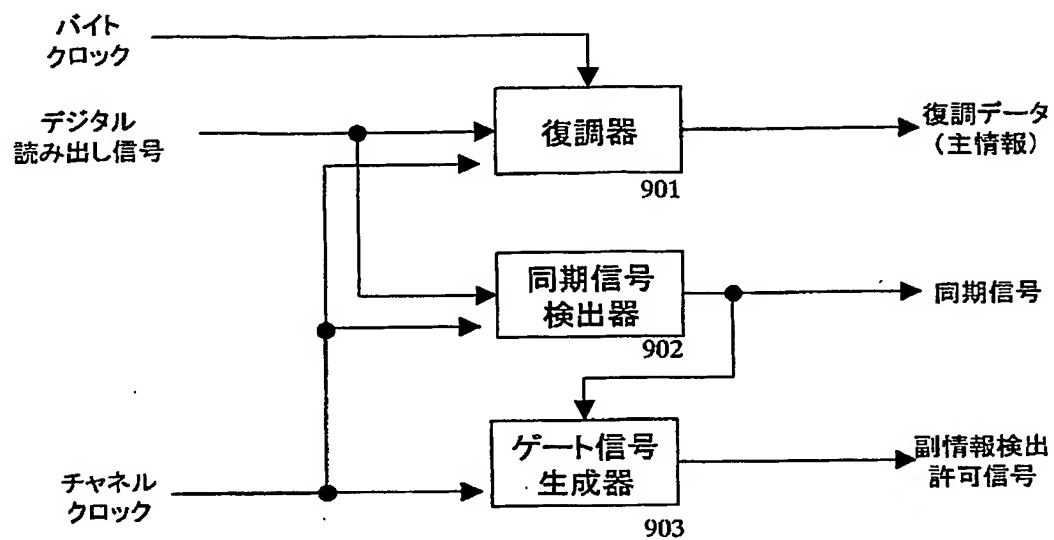 バイト
クロック
デジタル
読み出し信号
復調器
901
復調データ
（主情報）
同期信号
検出器
902
同期信号
チャネル
クロック
ゲート信号
生成器
903
副情報検出
許可信号